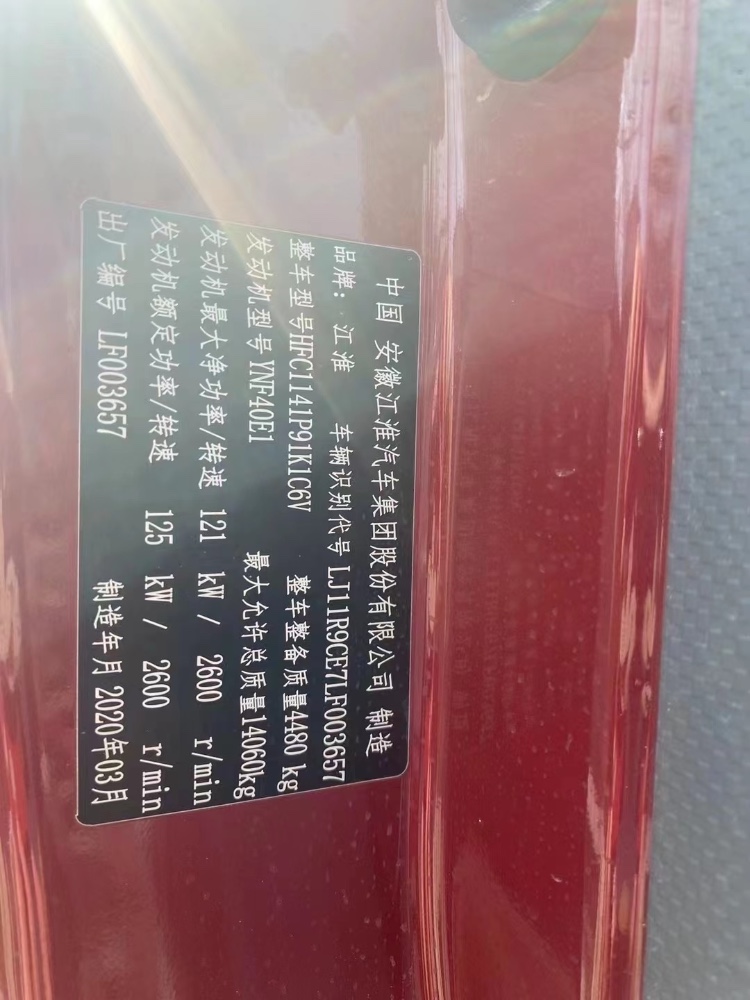 中国 安徽江淮汽车集团股份有限公司 制造
品牌： 江淮 车辆识别代号 LJ11R9CE7LF003657
整车型号HFC1141P91K1C6V 整车整备质量4480 kg
发动机型号 YNF40E1 最大允许总质量14060kg
发动机最大净功率/转速 121 kW / 2600 r/min
发动机额定功率/转速 125 kW / 2600 r/min
出厂编号 LF003657 制造年月 2020年03月